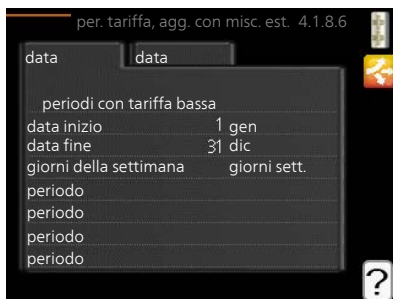 per. tariffa, agg. con misc. est. 4.1.8.6
data data
periodi con tariffa bassa
data inizio 1 gen
data fine 31 dic
giorni della settimana giorni sett.
periodo
periodo
periodo
periodo
?